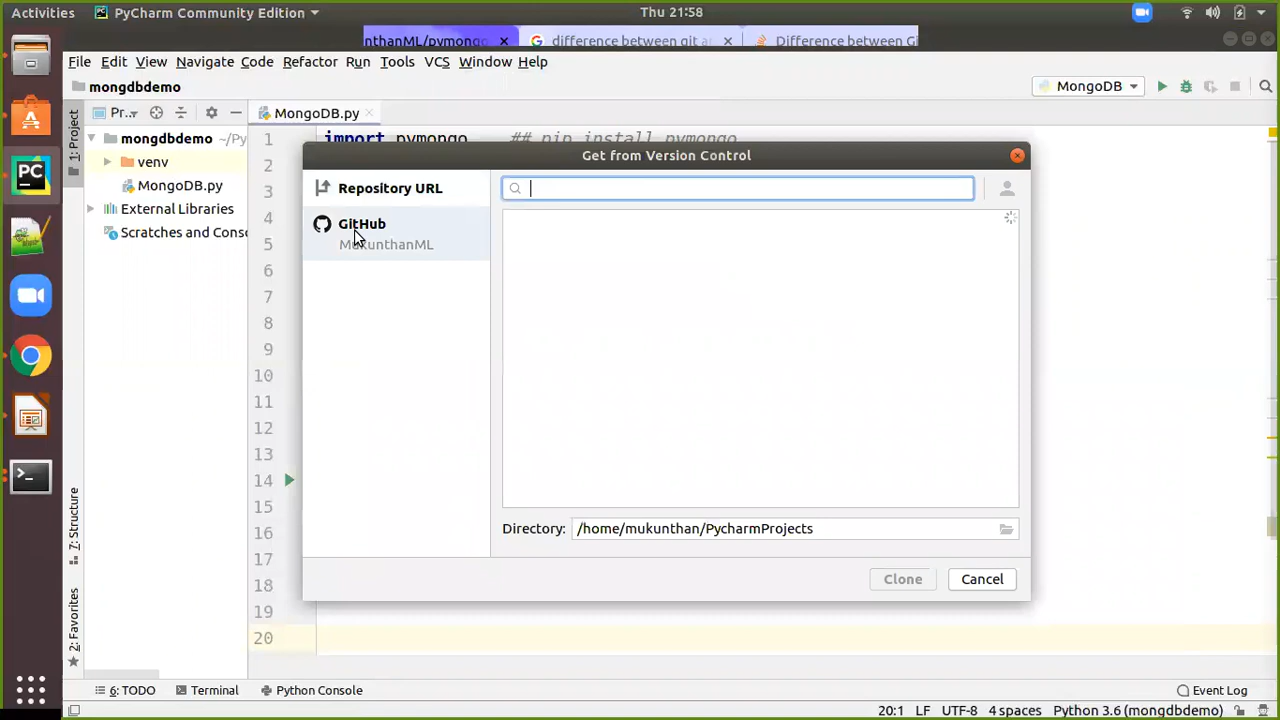 Activities PyCharm Community Edition Thu 21:58
nthanML/pymongo difference between git a Difference between Gi
File Edit View Navigate Code Refactor Run Tools VCS Window Help
mongdbdemo MongoDB
1: Project Pr.. MongoDB.py
mongdbdemo ~/Py
venv
MongoDB.py
External Libraries
Scratches and Conso
1 import pymongo ## pip install pymongo
2
3
4
5
6
7
8
9
10
11
12
13
14
15
16
17
18
19
20
Get from Version Control
Repository URL
GitHub
MukunthanML
Directory: /home/mukunthan/PycharmProjects
Clone Cancel
7: Structure
2: Favorites
6: TODO Terminal Python Console Event Log
20:1 LF UTF-8 4 spaces Python 3.6 (mongdbdemo)